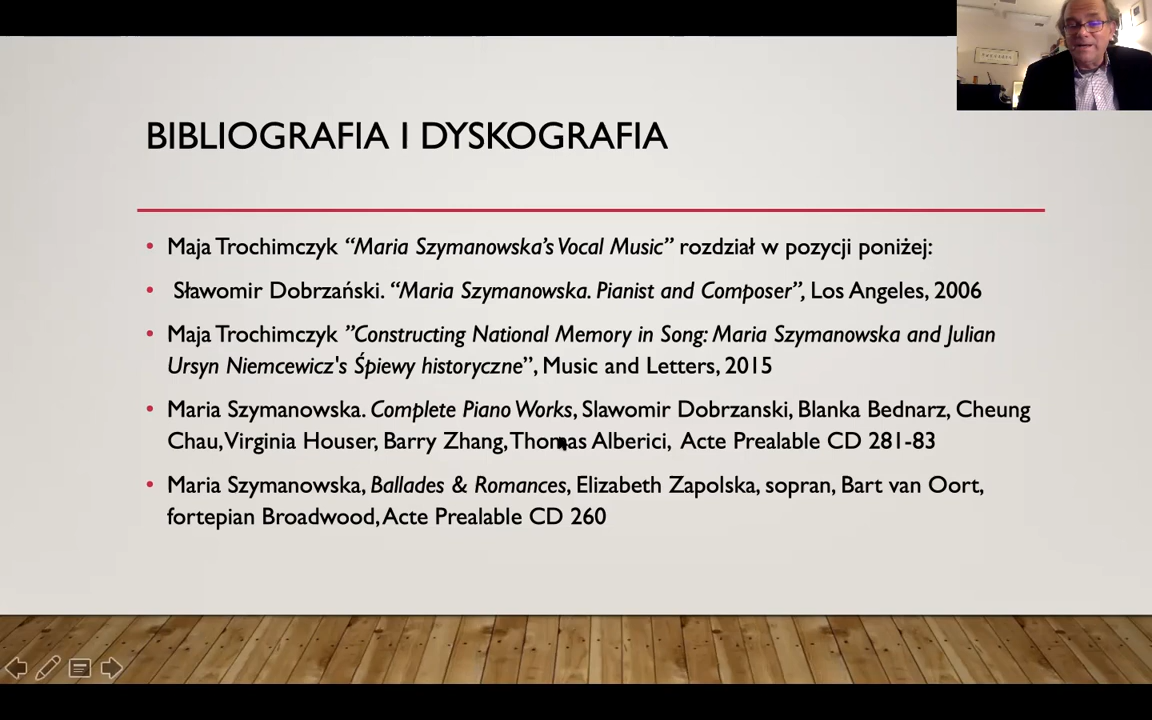 BIBLIOGRAFIA I DYSKOGRAFIA
Maja Trochimczyk “Maria Szymanowska’s Vocal Music” rozdział w pozycji poniżej:
Sławomir Dobrzański. “Maria Szymanowska. Pianist and Composer”, Los Angeles, 2006
Maja Trochimczyk ”Constructing National Memory in Song: Maria Szymanowska and Julian
Ursyn Niemcewicz's Śpiewy historyczne”, Music and Letters, 2015
Maria Szymanowska. Complete Piano Works, Slawomir Dobrzanski, Blanka Bednarz, Cheung
Chau, Virginia Houser, Barry Zhang, Thomas Alberici, Acte Prealable CD 281-83
Maria Szymanowska, Ballades & Romances, Elizabeth Zapolska, sopran, Bart van Oort,
fortepian Broadwood, Acte Prealable CD 260